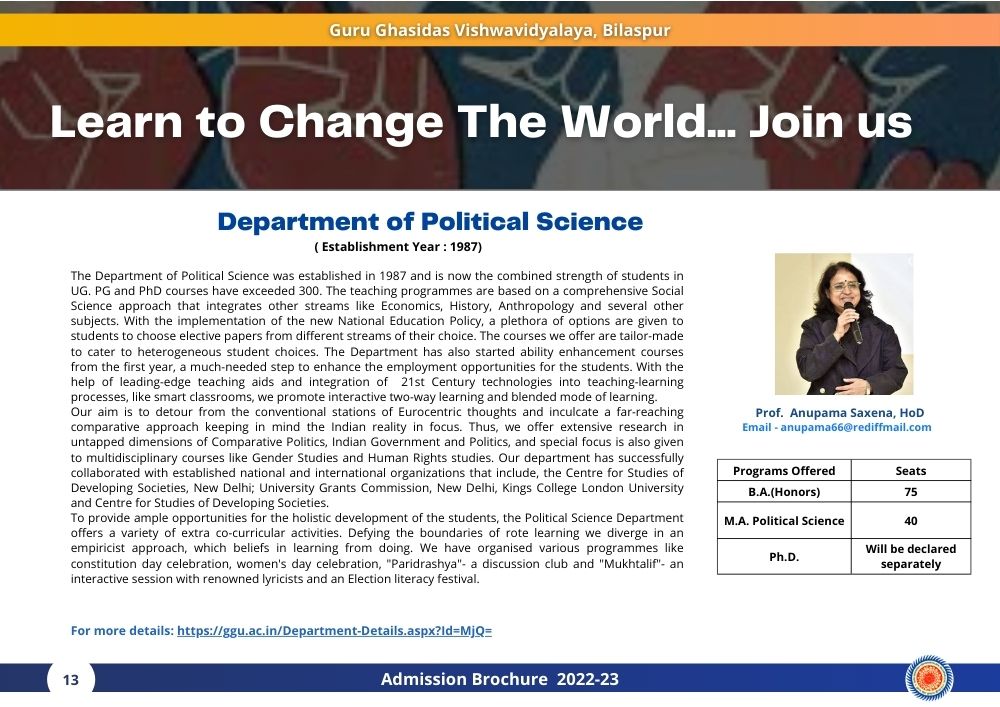 Guru Ghasidas Vishwavidyalaya, Bilaspur
Learn to Change The World... Join us
Department of Political Science
( Establishment Year : 1987)
The Department of Political Science was established in 1987 and is now the combined strength of students in
UG. PG and PhD courses have exceeded 300. The teaching programmes are based on a comprehensive Social
Science approach that integrates other streams like Economics, History, Anthropology and several other
subjects. With the implementation of the new National Education Policy, a plethora of options are given to
students to choose elective papers from different streams of their choice. The courses we offer are tailor-made
to cater to heterogeneous student choices. The Department has also started ability enhancement courses
from the first year, a much-needed step to enhance the employment opportunities for the students. With the
help of leading-edge teaching aids and integration of 21st Century technologies into teaching-learning
processes, like smart classrooms, we promote interactive two-way learning and blended mode of learning.
Our aim is to detour from the conventional stations of Eurocentric thoughts and inculcate a far-reaching
comparative approach keeping in mind the Indian reality in focus. Thus, we offer extensive research in
untapped dimensions of Comparative Politics, Indian Government and Politics, and special focus is also given
to multidisciplinary courses like Gender Studies and Human Rights studies. Our department has successfully
collaborated with established national and international organizations that include, the Centre for Studies of
Developing Societies, New Delhi; University Grants Commission, New Delhi, Kings College London University
and Centre for Studies of Developing Societies.
To provide ample opportunities for the holistic development of the students, the Political Science Department
offers a variety of extra co-curricular activities. Defying the boundaries of rote learning we diverge in an
empiricist approach, which beliefs in learning from doing. We have organised various programmes like
constitution day celebration, women's day celebration, "Paridrashya"- a discussion club and "Mukhtalif"- an
interactive session with renowned lyricists and an Election literacy festival.
For more details: https://ggu.ac.in/Department-Details.aspx?Id=MjQ=
Prof. Anupama Saxena, HoD
Email - anupama66@rediffmail.com
Programs Offered Seats
B.A.(Honors) 75
M.A. Political Science 40
Ph.D. Will be declared
separately
13
Admission Brochure 2022-23